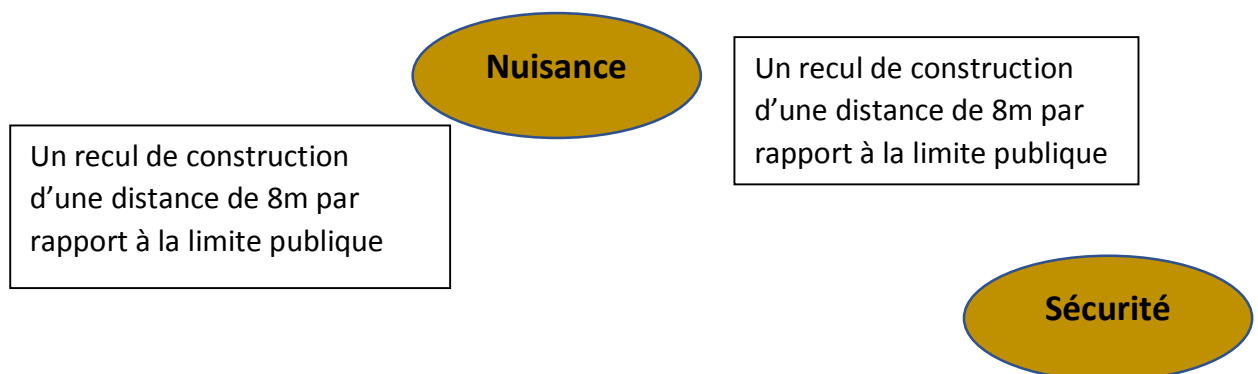 Nuisance
Un recul de construction
d’une distance de 8m par
rapport à la limite publique
Un recul de construction
d’une distance de 8m par
rapport à la limite publique
Sécurité